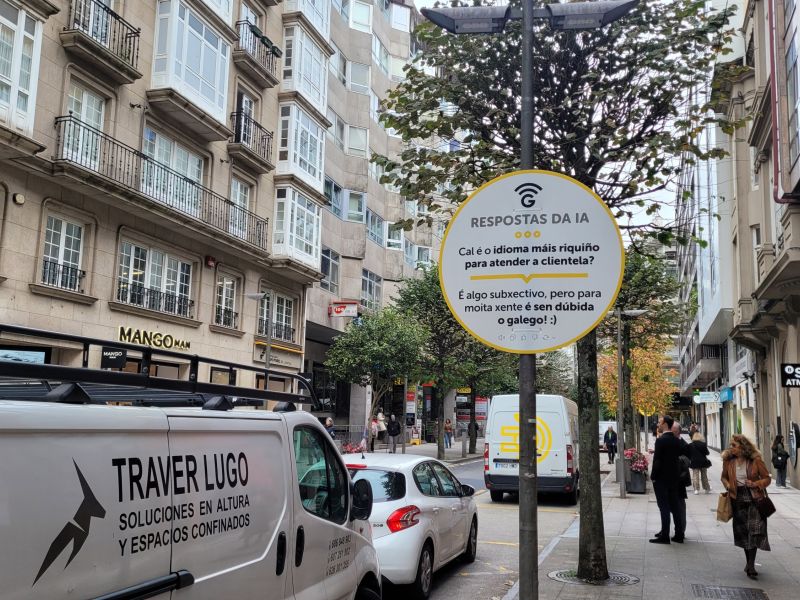 G
RESPOSTAS DA IA
Cal é o idioma máis riquiño
para atender a clientela?
É algo subxectivo, pero para
moita xente é sen dúbida
o galego! :)
MANGO MAN
MANGO
TRAVER LUGO
SOLUCIONES EN ALTURA
Y ESPACIOS CONFINADOS